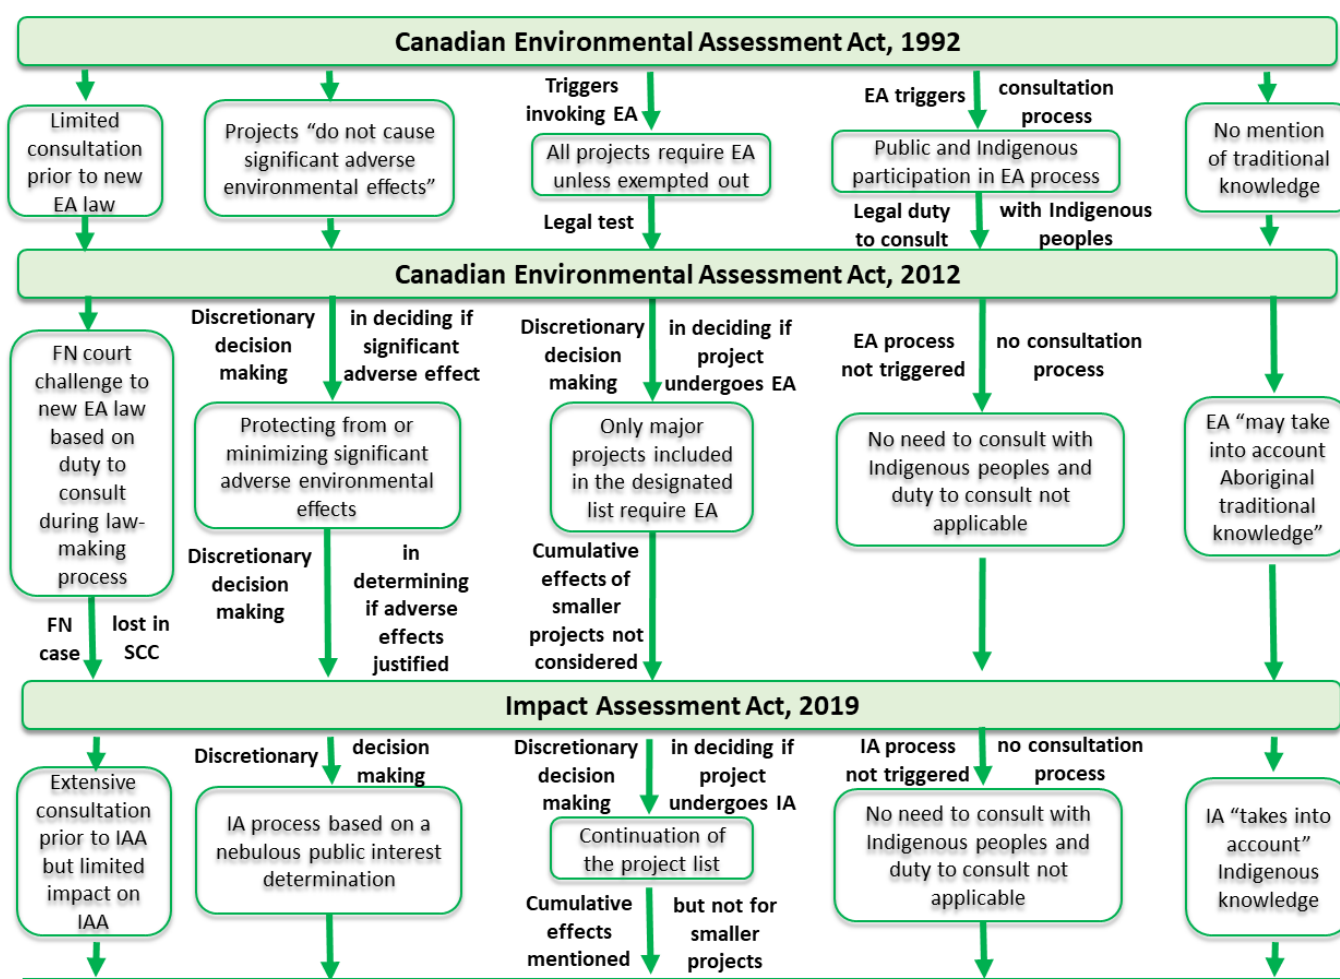 Canadian Environmental Assessment Act, 1992
Limited
consultation
prior to new
EA law
Projects “do not cause
significant adverse
environmental effects”
Triggers
invoking EA
All projects require EA
unless exempted out
Legal test
EA triggers
consultation
process
Public and Indigenous
participation in EA process
Legal duty
to consult
with Indigenous
peoples
No mention
of traditional
knowledge
Canadian Environmental Assessment Act, 2012
FN court
challenge to
new EA law
based on
duty to
consult
during law-
making
process
FN
case
lost in
SCC
Discretionary
decision
making
in deciding if
significant
adverse effect
Protecting from or
minimizing significant
adverse environmental
effects
Discretionary
decision
making
in
determining
if adverse
effects
justified
Discretionary
decision
making
in deciding if
project
undergoes EA
Only major
projects included
in the designated
list require EA
Cumulative
effects of
smaller
projects not
considered
EA process
not triggered
no consultation
process
No need to consult with
Indigenous peoples and
duty to consult not
applicable
EA “may take
into account
Aboriginal
traditional
knowledge”
Impact Assessment Act, 2019
Extensive
consultation
prior to IAA
but limited
impact on
IAA
Discretionary
decision
making
IA process based on a
nebulous public interest
determination
Discretionary
decision
making
in deciding if
project
undergoes IA
Continuation of
the project list
Cumulative
effects
mentioned
but not for
smaller
projects
IA process
not triggered
no consultation
process
No need to consult with
Indigenous peoples and
duty to consult not
applicable
IA “takes into
account”
Indigenous
knowledge